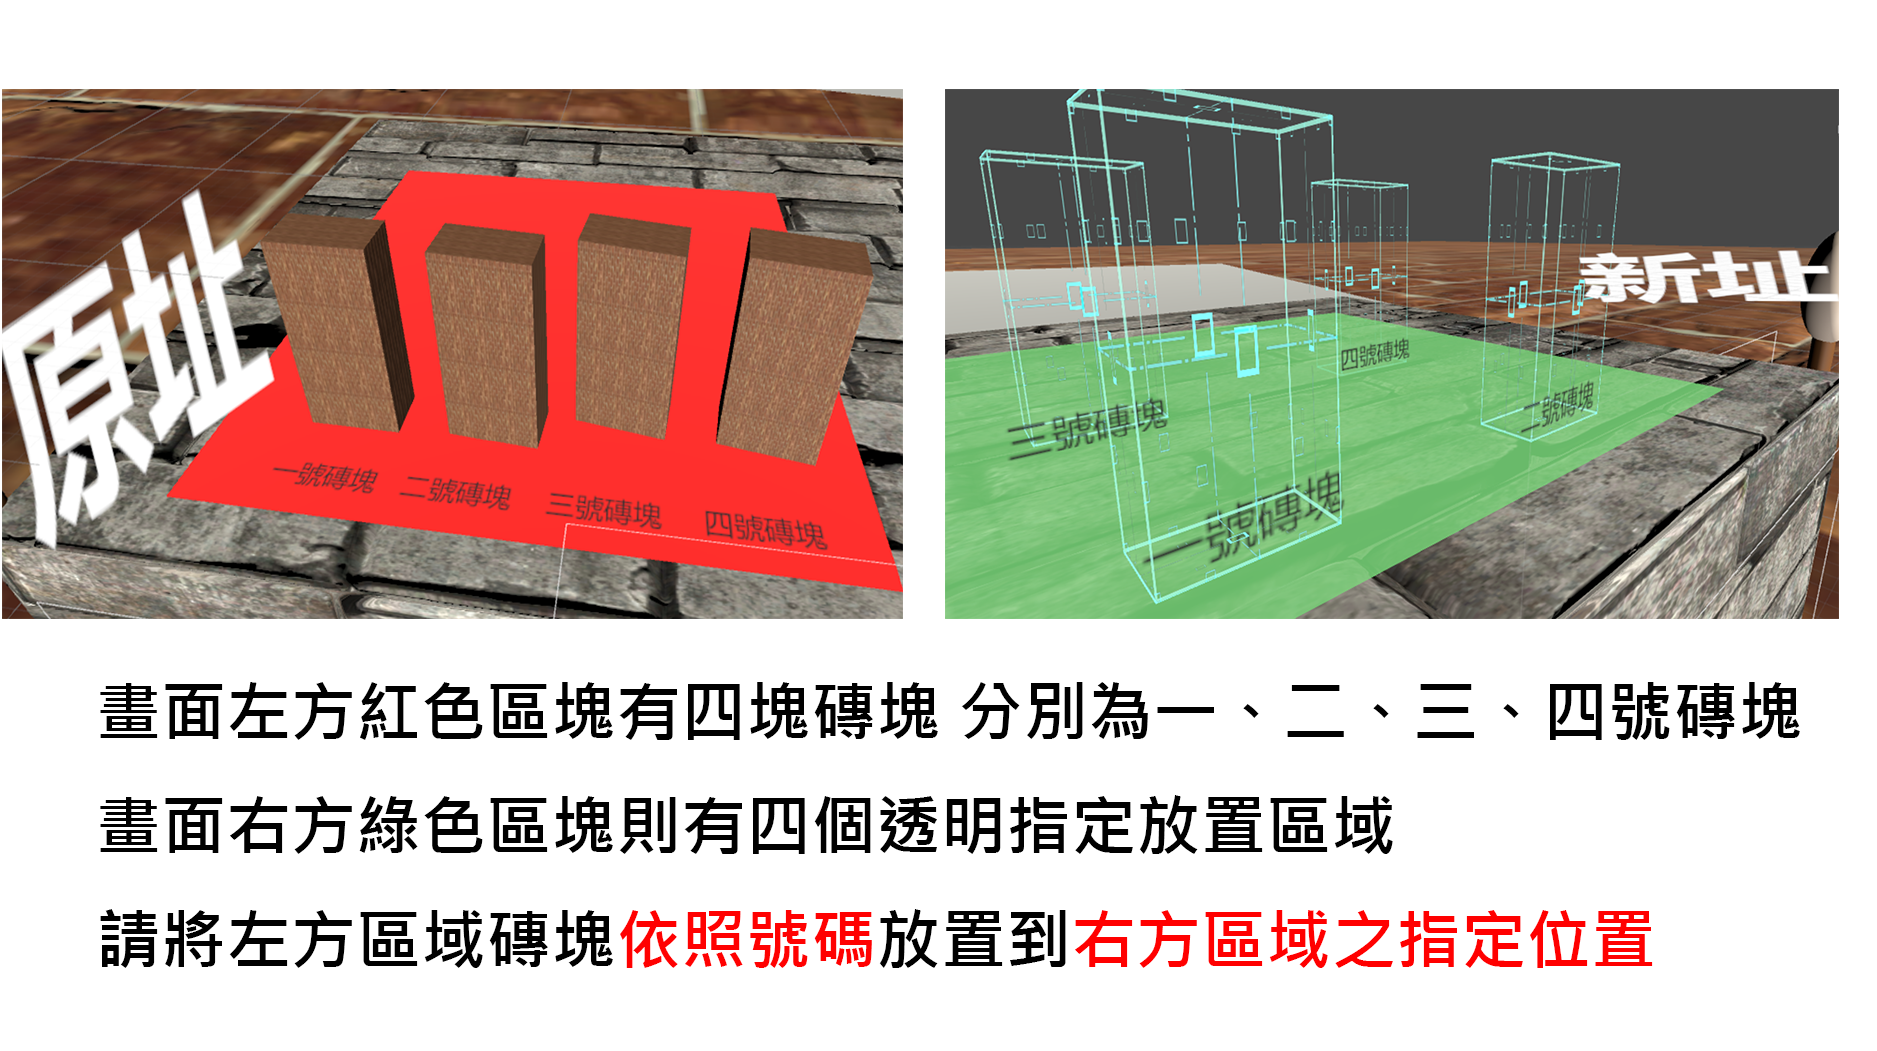 原址
一號磚塊
二號磚塊
三號磚塊
四號磚塊
新址
四號磚塊
二號磚塊
三號磚塊
一號磚塊
畫面左方紅色區塊有四塊磚塊 分別為一、二、三、四號磚塊
畫面右方綠色區塊則有四個透明指定放置區域
請將左方區域磚塊依照號碼放置到右方區域之指定位置